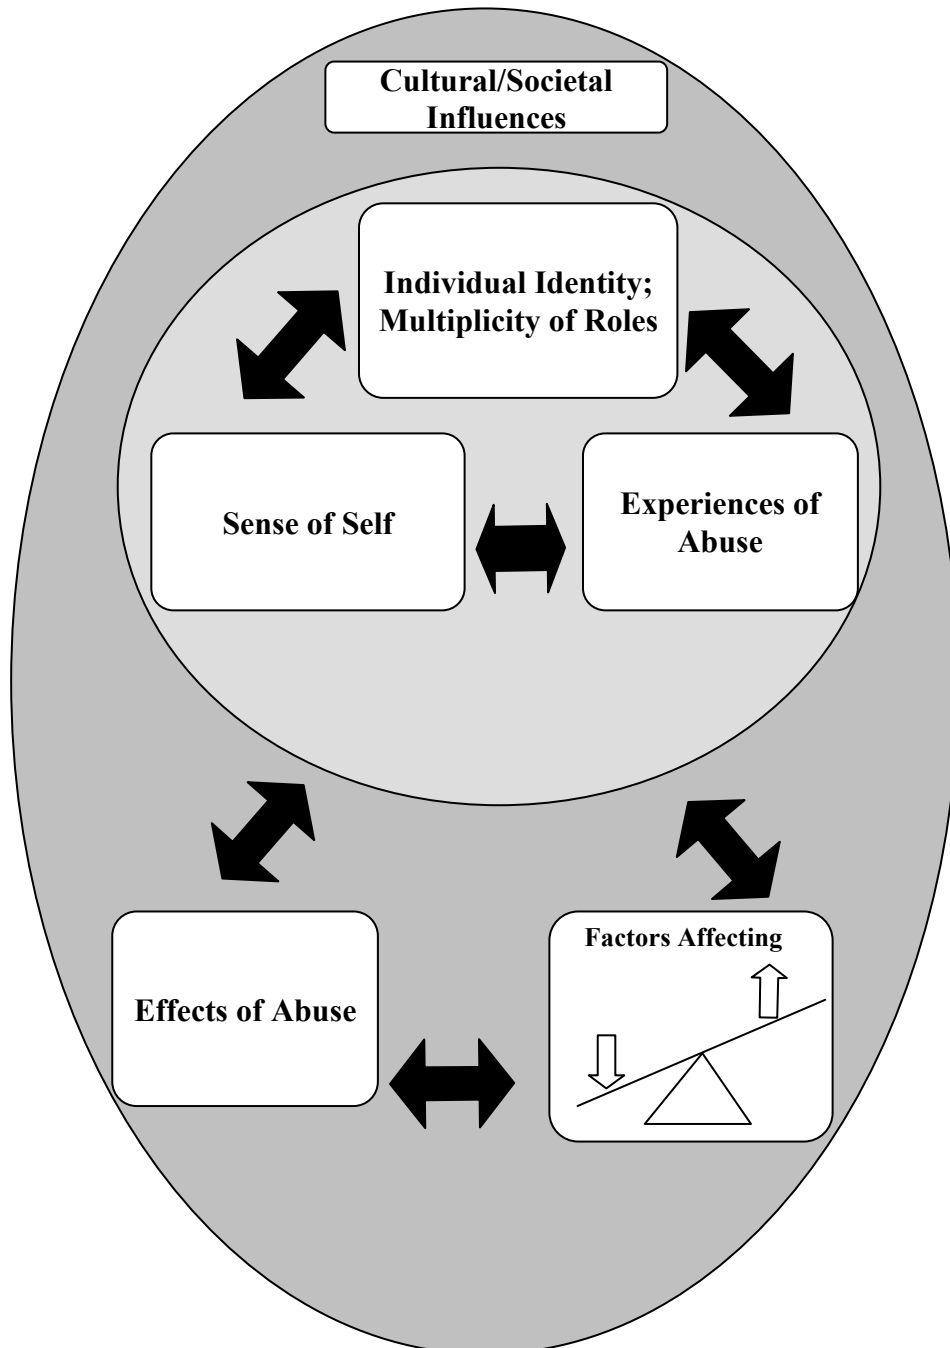 Cultural/Societal
Influences
Individual Identity;
Multiplicity of Roles
Sense of Self
Experiences of
Abuse
Effects of Abuse
Factors Affecting